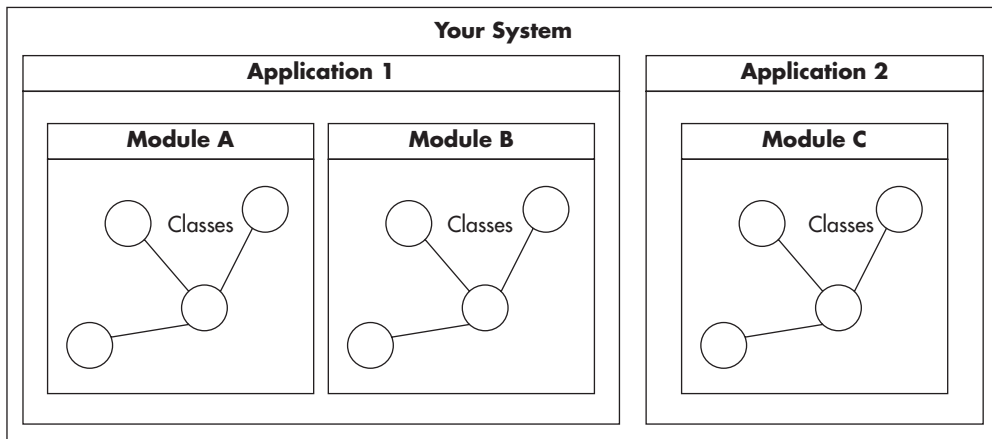 Your System
Application 1
Application 2
Module A
Module B
Module C
Classes
Classes
Classes